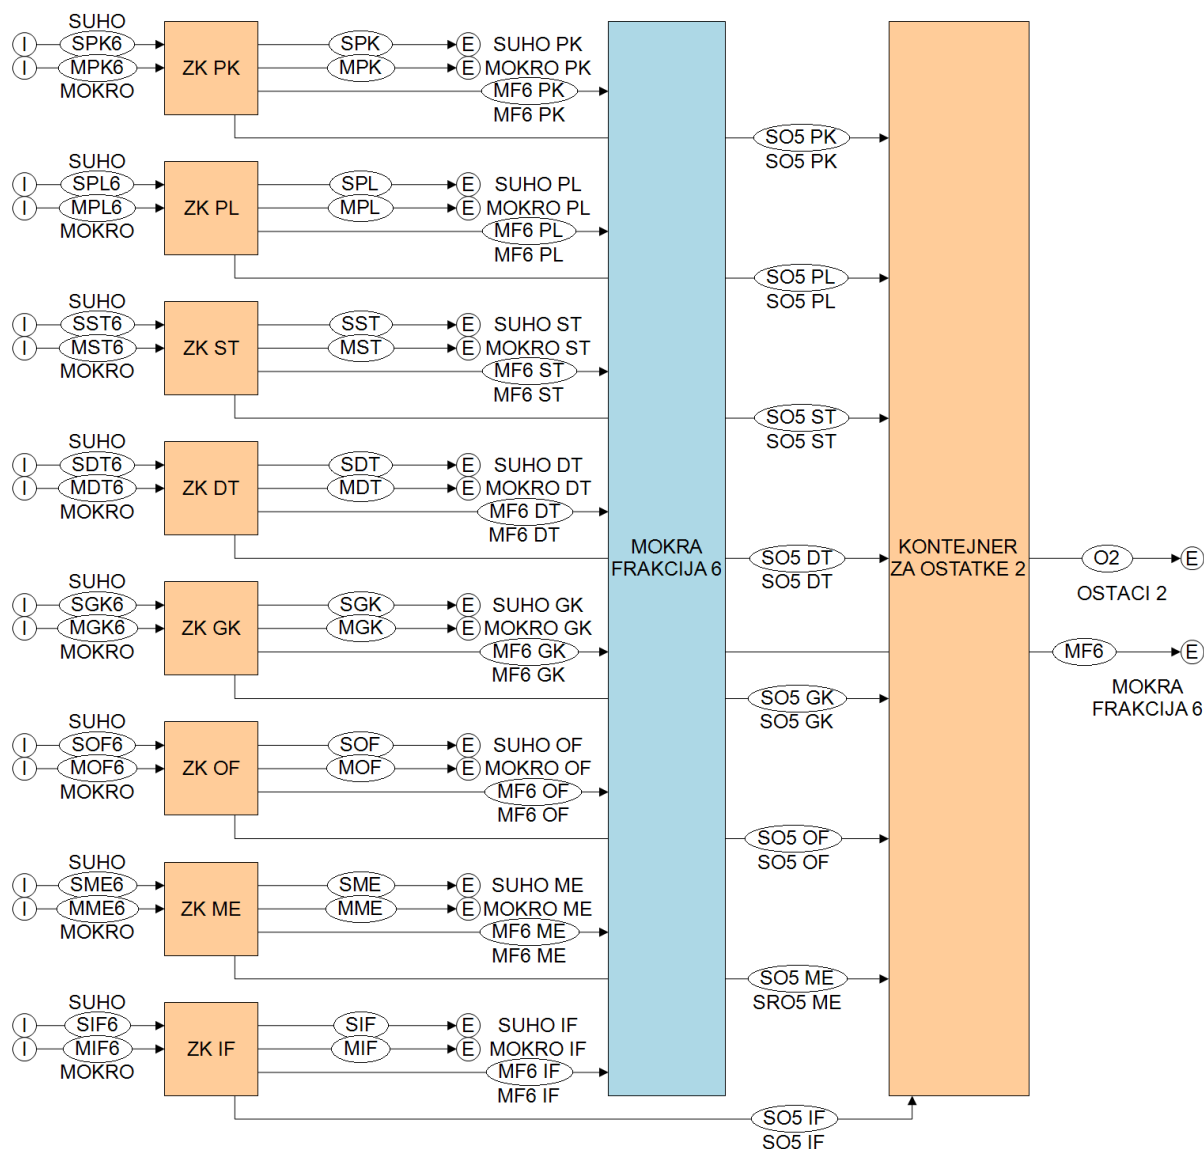 SUHO
I SPK6 SPK E SUHO PK
I MPK6 ZK PK MPK E MOKRO PK
MOKRO MF6 PK
MF6 PK
SO5 PK
SO5 PK
SUHO
I SPL6 SPL E SUHO PL
I MPL6 ZK PL MPL E MOKRO PL
MOKRO MF6 PL
MF6 PL
SO5 PL
SO5 PL
SUHO
I SST6 SST E SUHO ST
I MST6 ZK ST MST E MOKRO ST
MOKRO MF6 ST
MF6 ST
SO5 ST
SO5 ST
SUHO
I SDT6 SDT E SUHO DT
I MDT6 ZK DT MDT E MOKRO DT
MOKRO MF6 DT
MF6 DT
MOKRA
FRAKCIJA 6
SO5 DT
SO5 DT
KONTEJNER
ZA OSTATKE 2
O2 E
OSTACI 2
SUHO
I SGK6 SGK E SUHO GK
I MGK6 ZK GK MGK E MOKRO GK
MOKRO MF6 GK
MF6 GK
MF6 E
MOKRA
FRAKCIJA 6
SO5 GK
SO5 GK
SUHO
I SOF6 SOF E SUHO OF
I MOF6 ZK OF MOF E MOKRO OF
MOKRO MF6 OF
MF6 OF
SO5 OF
SO5 OF
SUHO
I SME6 SME E SUHO ME
I MME6 ZK ME MME E MOKRO ME
MOKRO MF6 ME
MF6 ME
SO5 ME
SRO5 ME
SUHO
I SIF6 SIF E SUHO IF
I MIF6 ZK IF MIF E MOKRO IF
MOKRO MF6 IF
MF6 IF
SO5 IF
SO5 IF